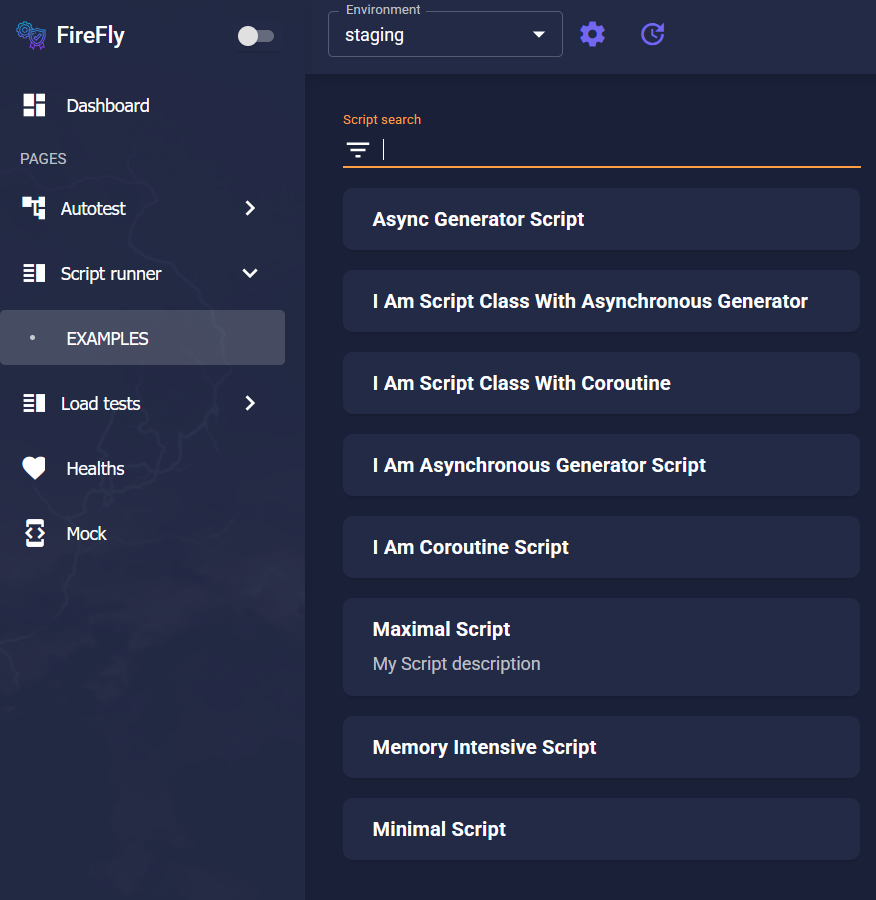 FireFly
Environment
staging
Dashboard
PAGES
Autotest
Script runner
EXAMPLES
Load tests
Healths
Mock
Script search
Async Generator Script
I Am Script Class With Asynchronous Generator
I Am Script Class With Coroutine
I Am Asynchronous Generator Script
I Am Coroutine Script
Maximal Script
My Script description
Memory Intensive Script
Minimal Script